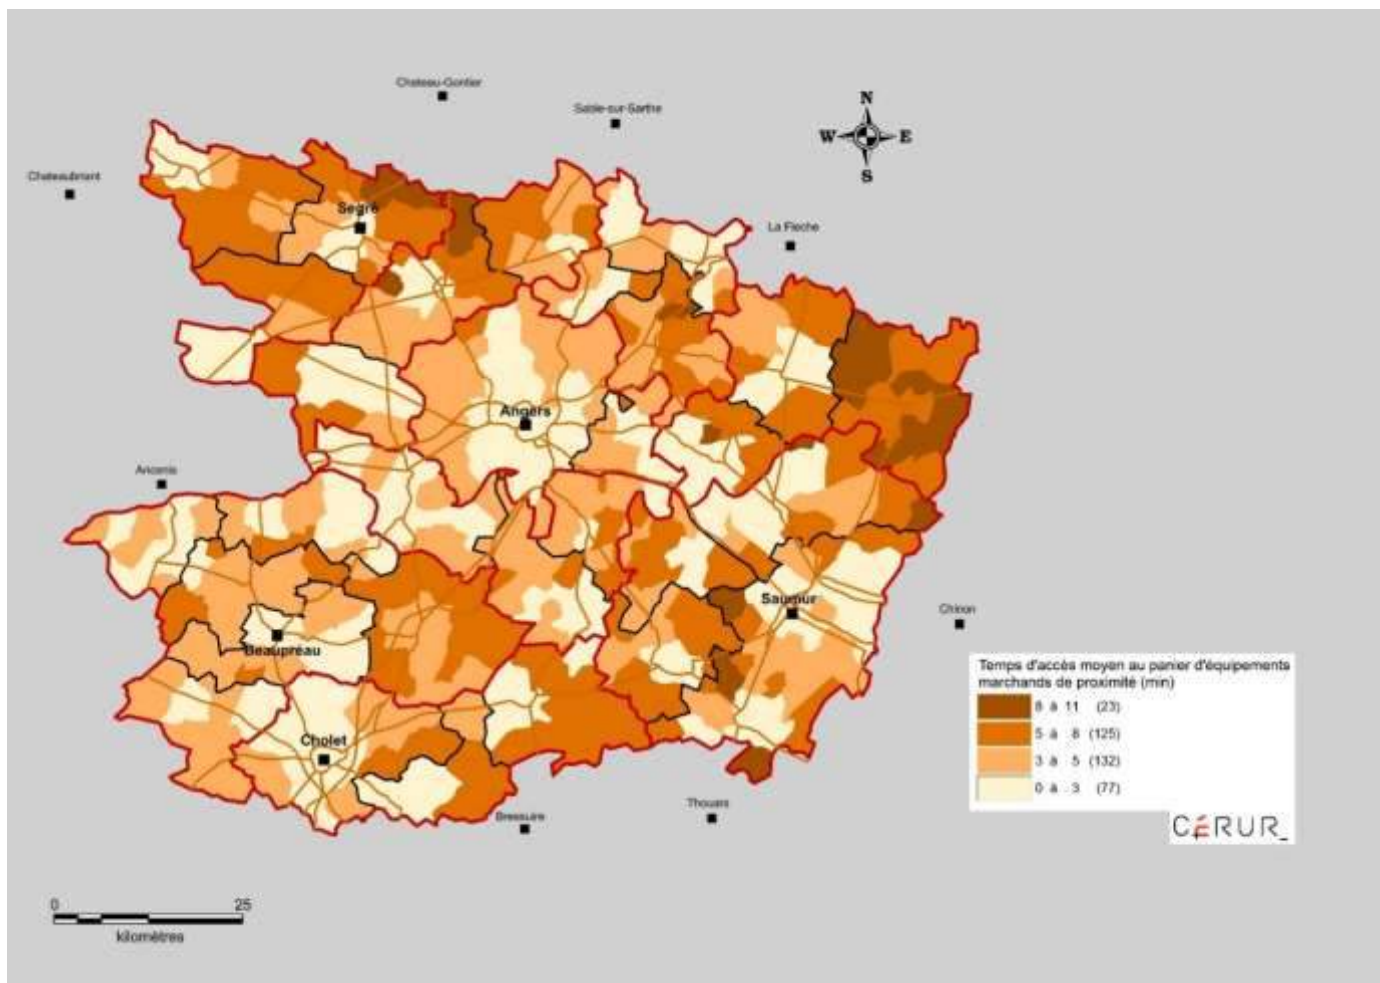 Chateau-Gontier
Sable-sur-Sarthe
N
W E
S
Chateaubriant
Segré
La Fleche
Angers
Ancenis
Saumur
Chinon
Beaupréau
Temps d'accès moyen au panier d'équipements
marchands de proximité (min)
8 à 11 (23)
5 à 8 (125)
3 à 5 (132)
0 à 3 (77)
Cholet
Thouars
Bressuire
CÉRUR_
0 25
kilomètres